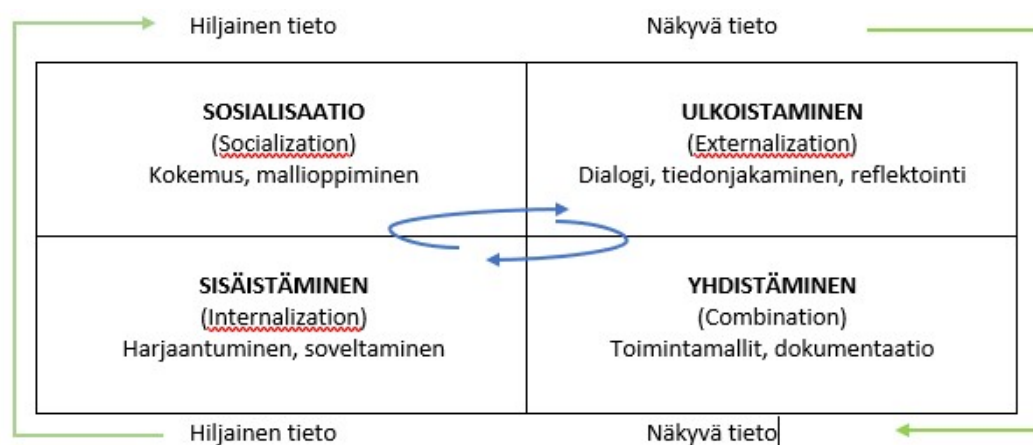 Hiljainen tieto
Näkyvä tieto
SOSIALISAATIO
(Socialization)
Kokemus, mallioppiminen
ULKOISTAMINEN
(Externalization)
Dialogi, tiedonjakaminen, reflektointi
SISÄISTÄMINEN
(Internalization)
Harjaantuminen, soveltaminen
YHDISTÄMINEN
(Combination)
Toimintamallit, dokumentaatio
Hiljainen tieto
Näkyvä tieto